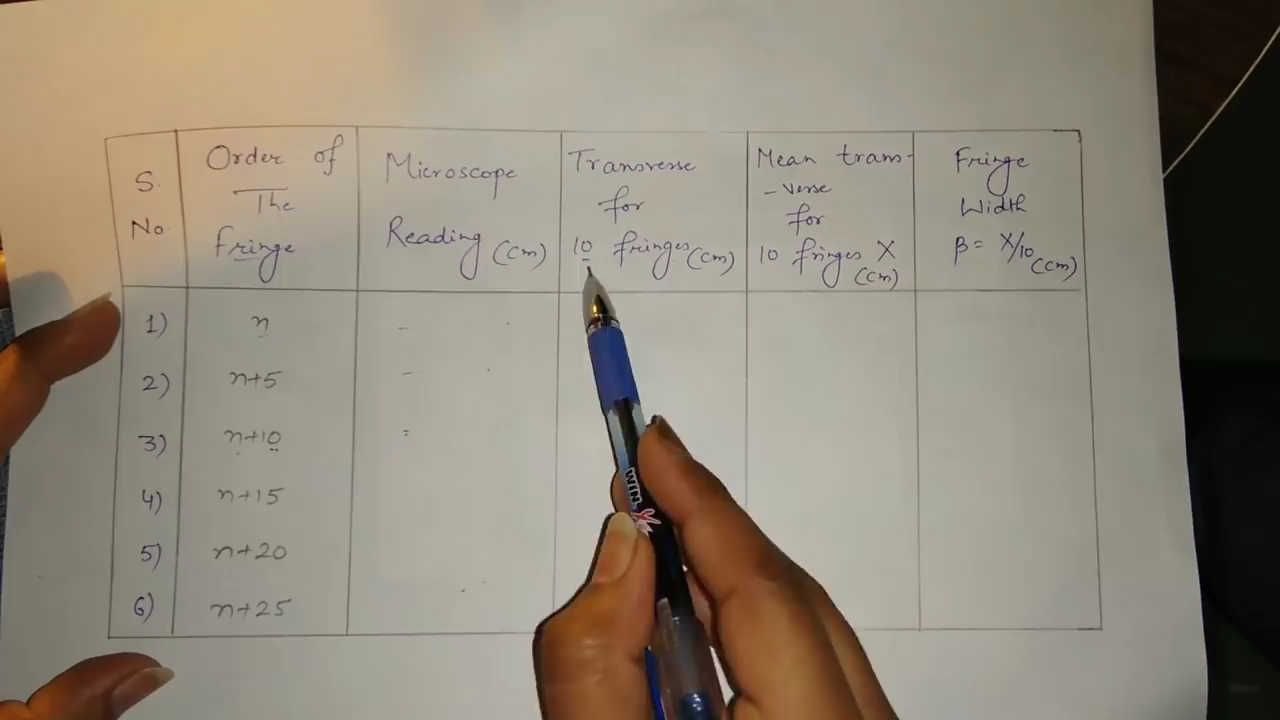 S.
No.
Order of
The
fringe
Microscope
Reading (cm)
Transverse
for
10 fringes (cm)
Mean trans-
-verse
for
10 fringes X
(cm)
Fringe
Width
β = X/10 (cm)
1) n
2) n+5
3) n+10
4) n+15
5) n+20
6) n+25
WIN